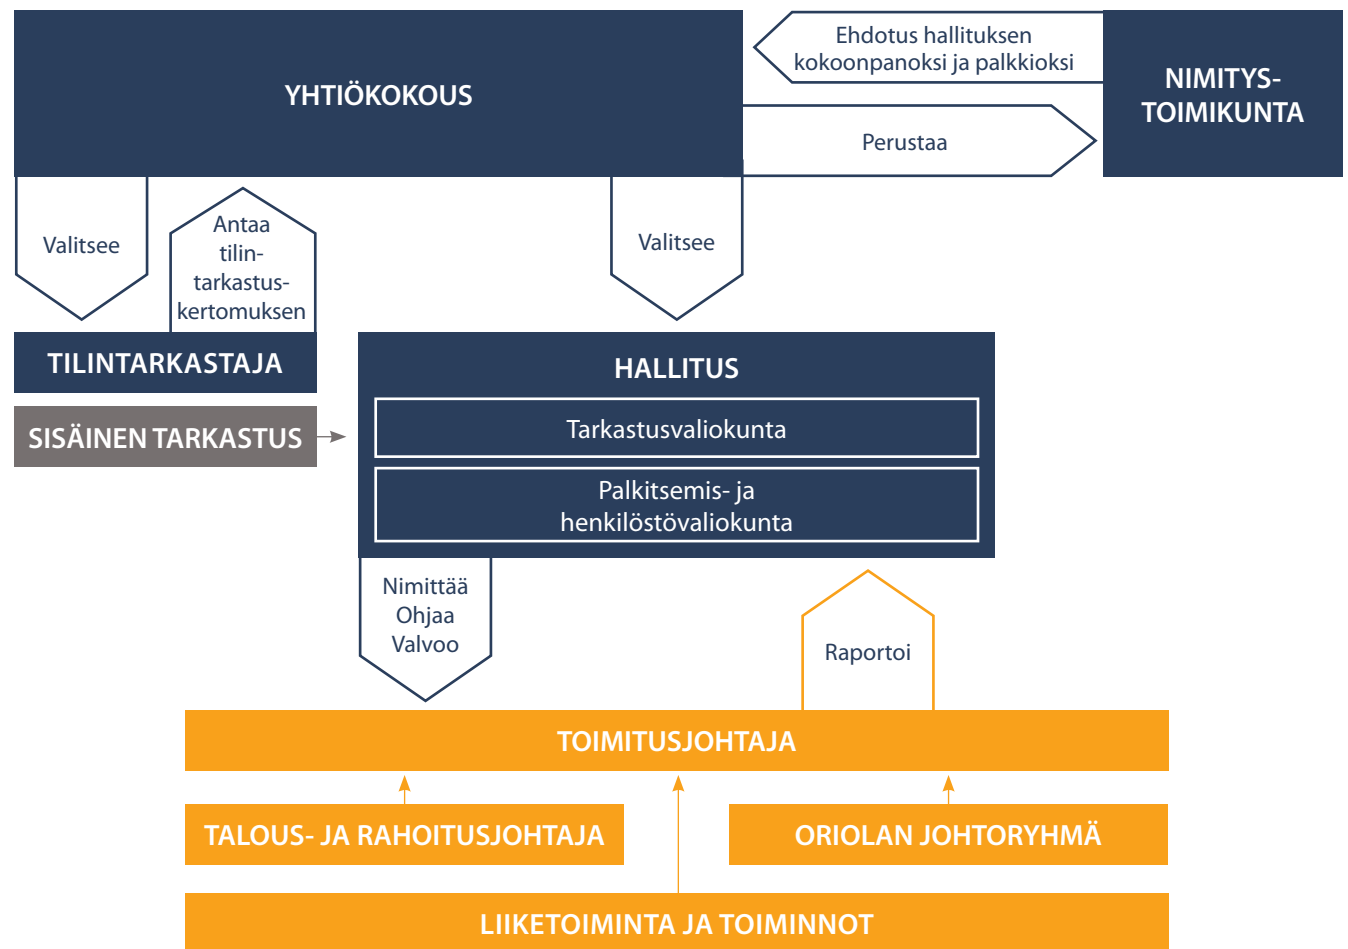 YHTIÖKOKOUS
Ehdotus hallituksen
kokoonpanoksi ja palkkioksi
NIMITYS-
TOIMIKUNTA
Perustaa
Valitsee
Antaa
tilin-
tarkastus-
kertomuksen
Valitsee
TILINTARKASTAJA
SISÄINEN TARKASTUS
HALLITUS
Tarkastusvaliokunta
Palkitsemis- ja
henkilöstövaliokunta
Nimittää
Ohjaa
Valvoo
Raportoi
TOIMITUSJOHTAJA
TALOUS- JA RAHOITUSJOHTAJA
ORIOLAN JOHTORYHMÄ
LIIKETOIMINTA JA TOIMINNOT